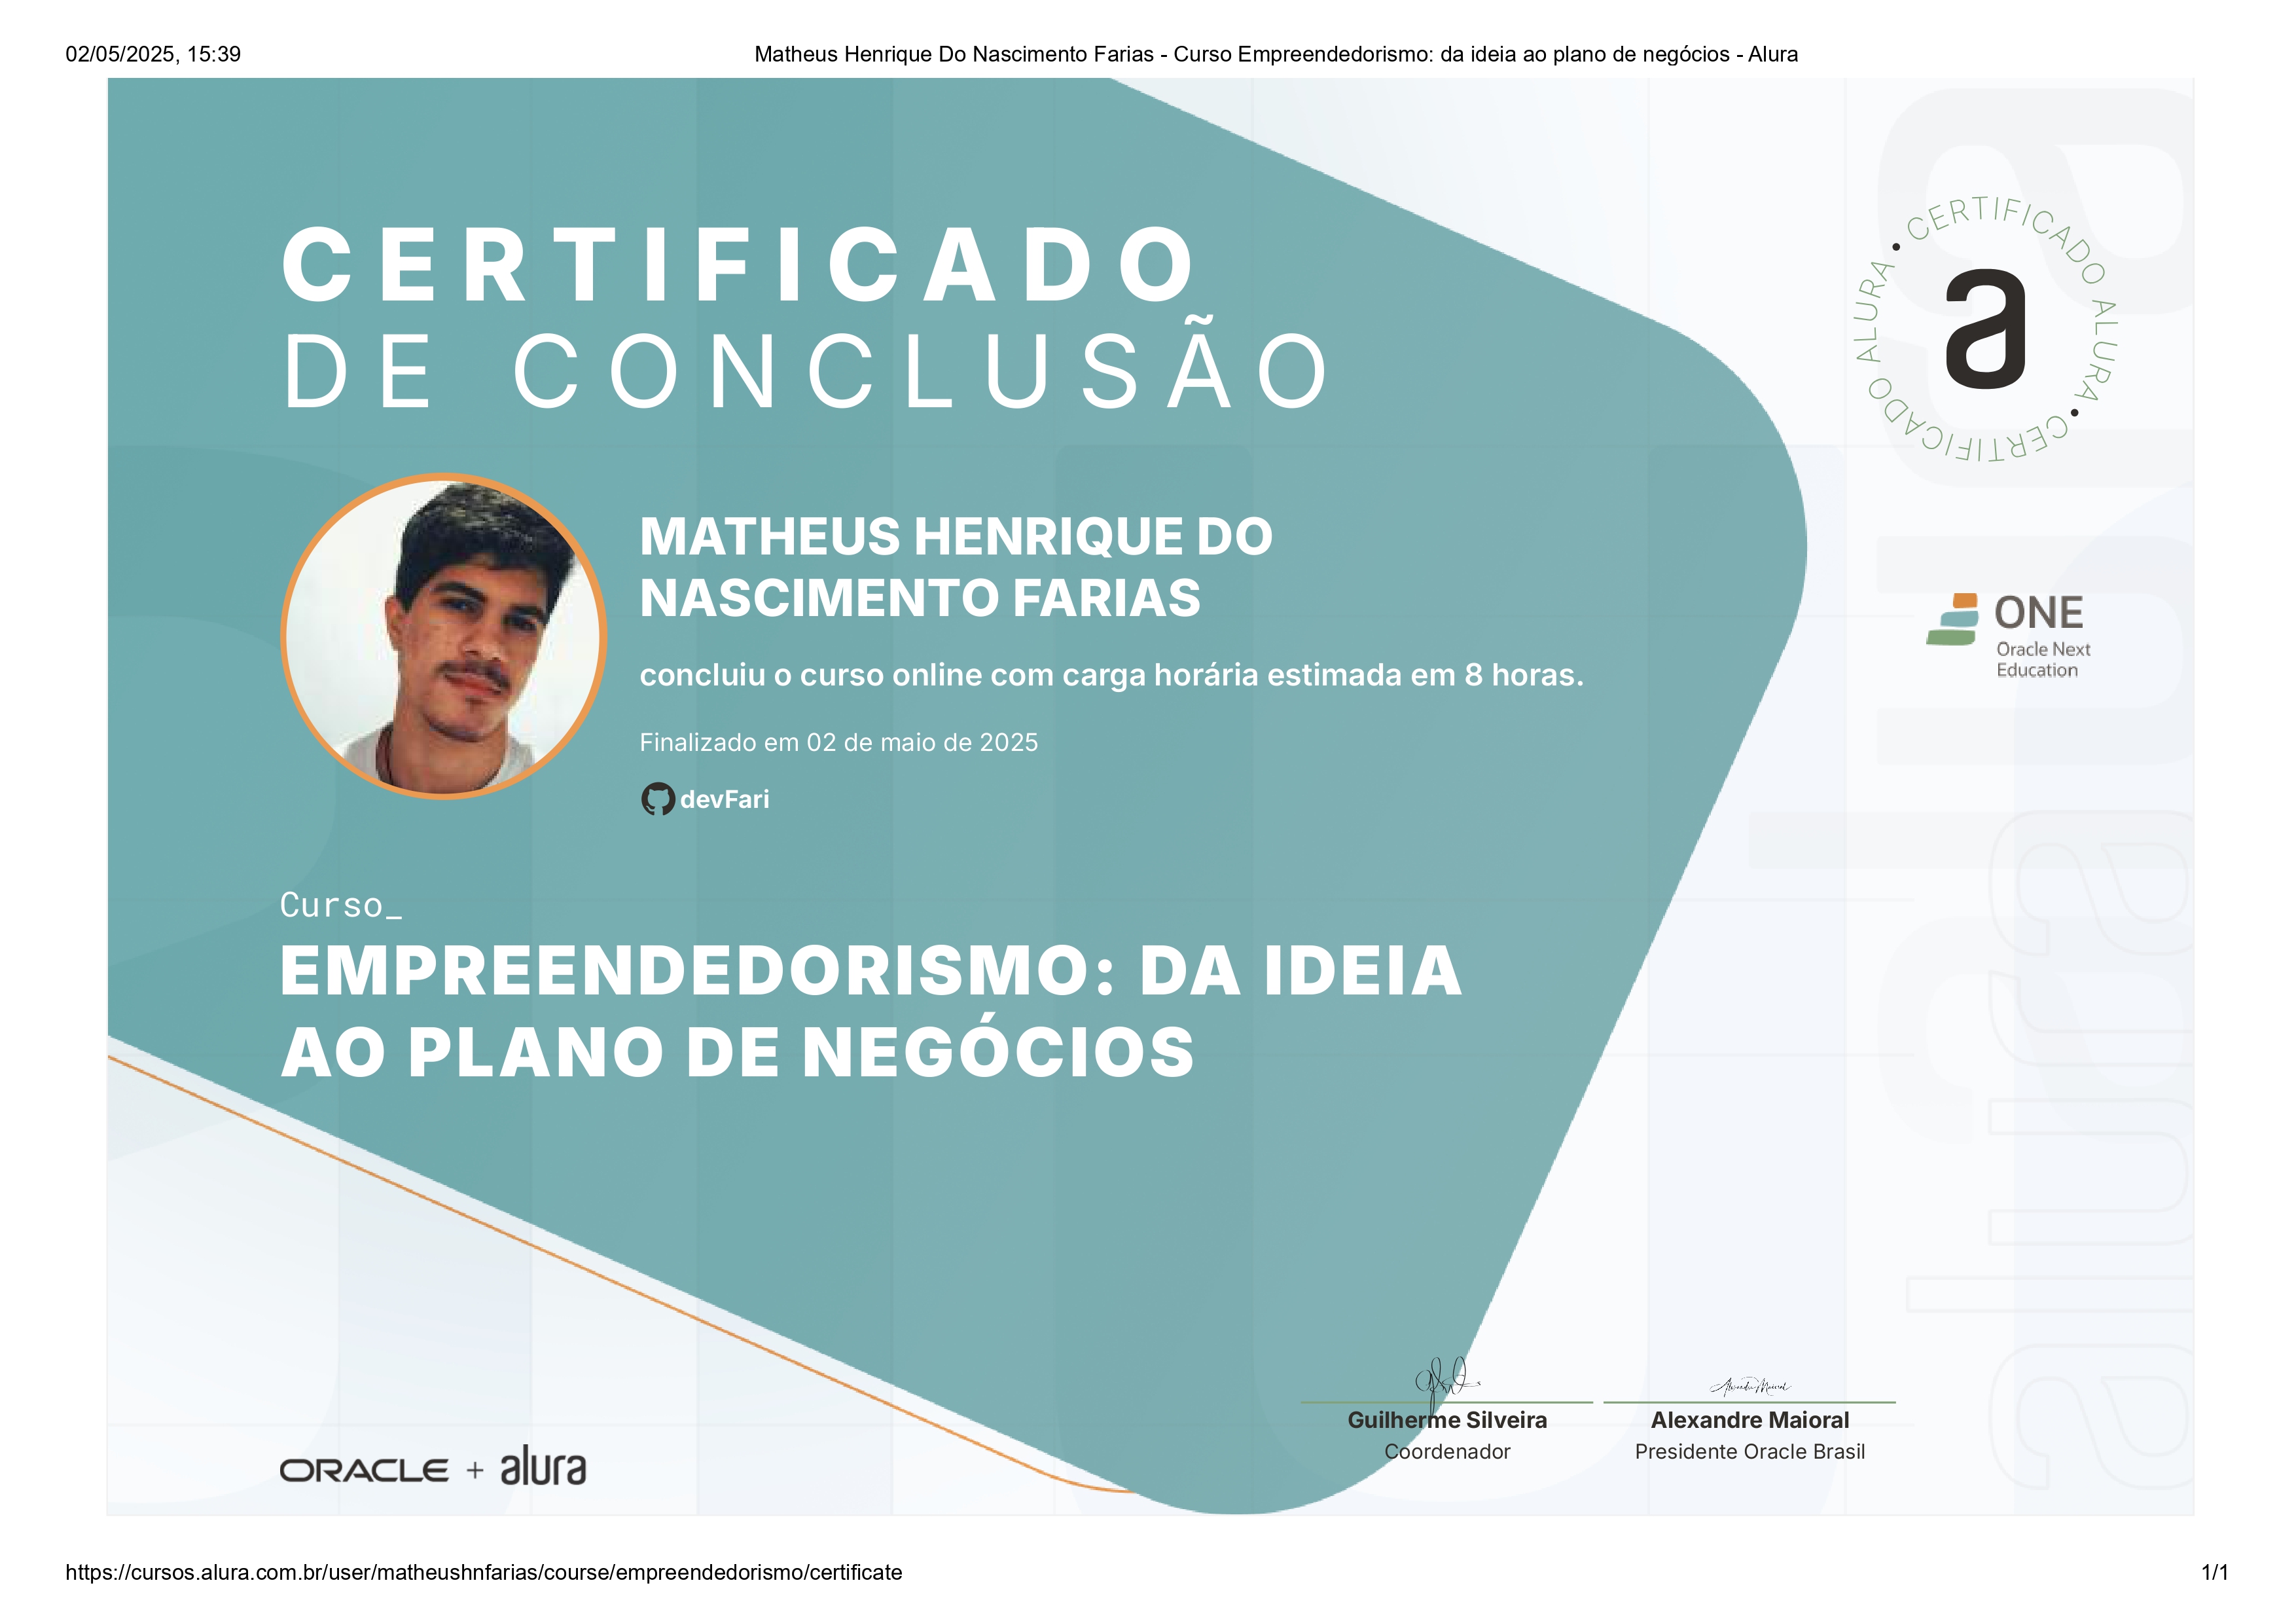 02/05/2025, 15:39
Matheus Henrique Do Nascimento Farias - Curso Empreendedorismo: da ideia ao plano de negócios - Alura
CERTIFICADO
DE CONCLUSÃO
• CERTIFICADO ALURA • CERTIFICADO ALURA
a
MATHEUS HENRIQUE DO
NASCIMENTO FARIAS
concluiu o curso online com carga horária estimada em 8 horas.
Finalizado em 02 de maio de 2025
devFari
ONE
Oracle Next
Education
Curso_
EMPREENDEDORISMO: DA IDEIA
AO PLANO DE NEGÓCIOS
alura
Guilherme Silveira
Coordenador
Alexandre Maioral
Presidente Oracle Brasil
ORACLE + alura
https://cursos.alura.com.br/user/matheushnfarias/course/empreendedorismo/certificate
1/1